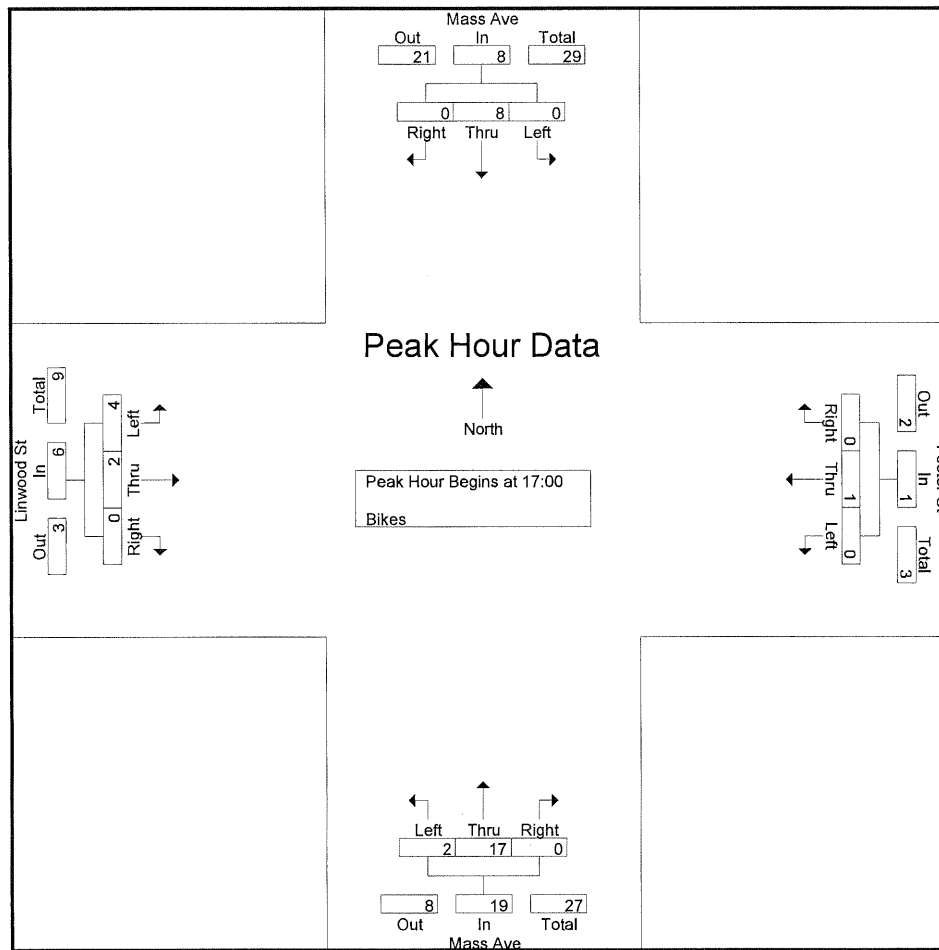 Mass Ave
Out In Total
21 8 29
0 8 0
Right Thru Left
Peak Hour Data
North
Peak Hour Begins at 17:00
Bikes
Linwood St
Total In Out
9 6 3
4 2 0
Left Thru Right
Right Thru Left
0 1 0
2 1 3
Out In Total
Left Thru Right
2 17 0
8 19 27
Out In Total
Mass Ave